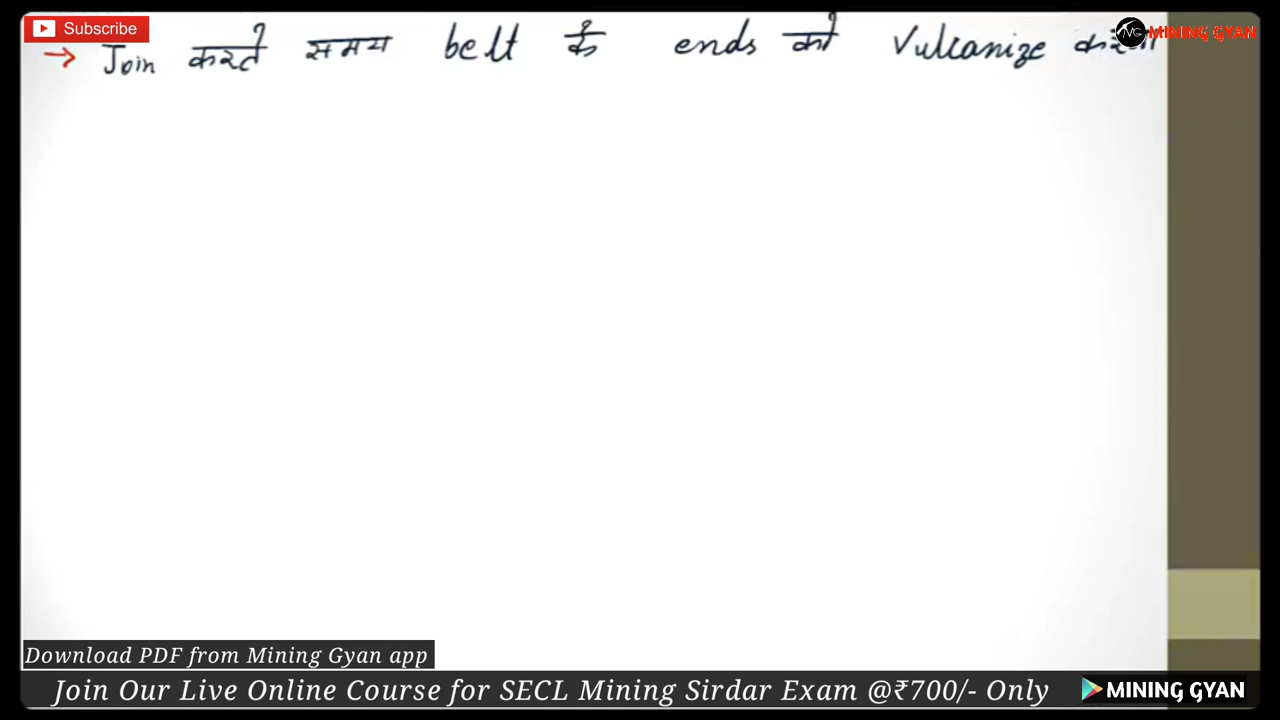 Subscribe
MINING GYAN
→ Join करते समय belt के ends को Vulcanize
Download PDF from Mining Gyan app
Join Our Live Online Course for SECL Mining Sirdar Exam @₹700/- Only
MINING GYAN